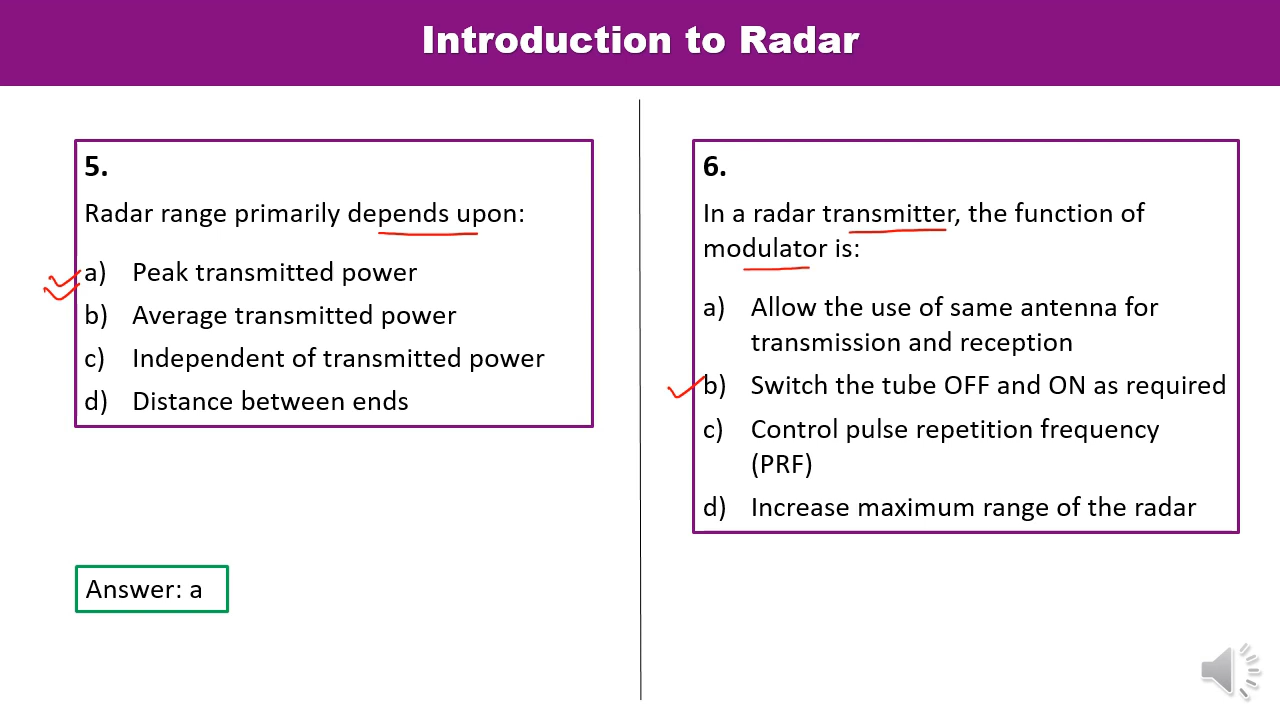 Introduction to Radar
5.
Radar range primarily depends upon:
a) Peak transmitted power
b) Average transmitted power
c) Independent of transmitted power
d) Distance between ends
Answer: a
6.
In a radar transmitter, the function of
modulator is:
a) Allow the use of same antenna for
transmission and reception
b) Switch the tube OFF and ON as required
c) Control pulse repetition frequency
(PRF)
d) Increase maximum range of the radar